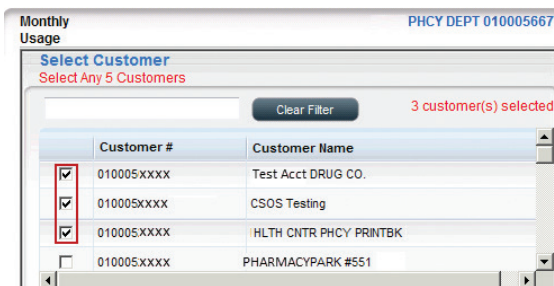 Monthly PHCY DEPT 010005667
Usage
Select Customer
Select Any 5 Customers
Clear Filter 3 customer(s) selected
Customer # Customer Name
010005XXXX Test Acct DRUG CO.
010005XXXX CSOS Testing
010005XXXX HLTH CNTR PHCY PRINTBK
010005XXXX PHARMACYPARK #551